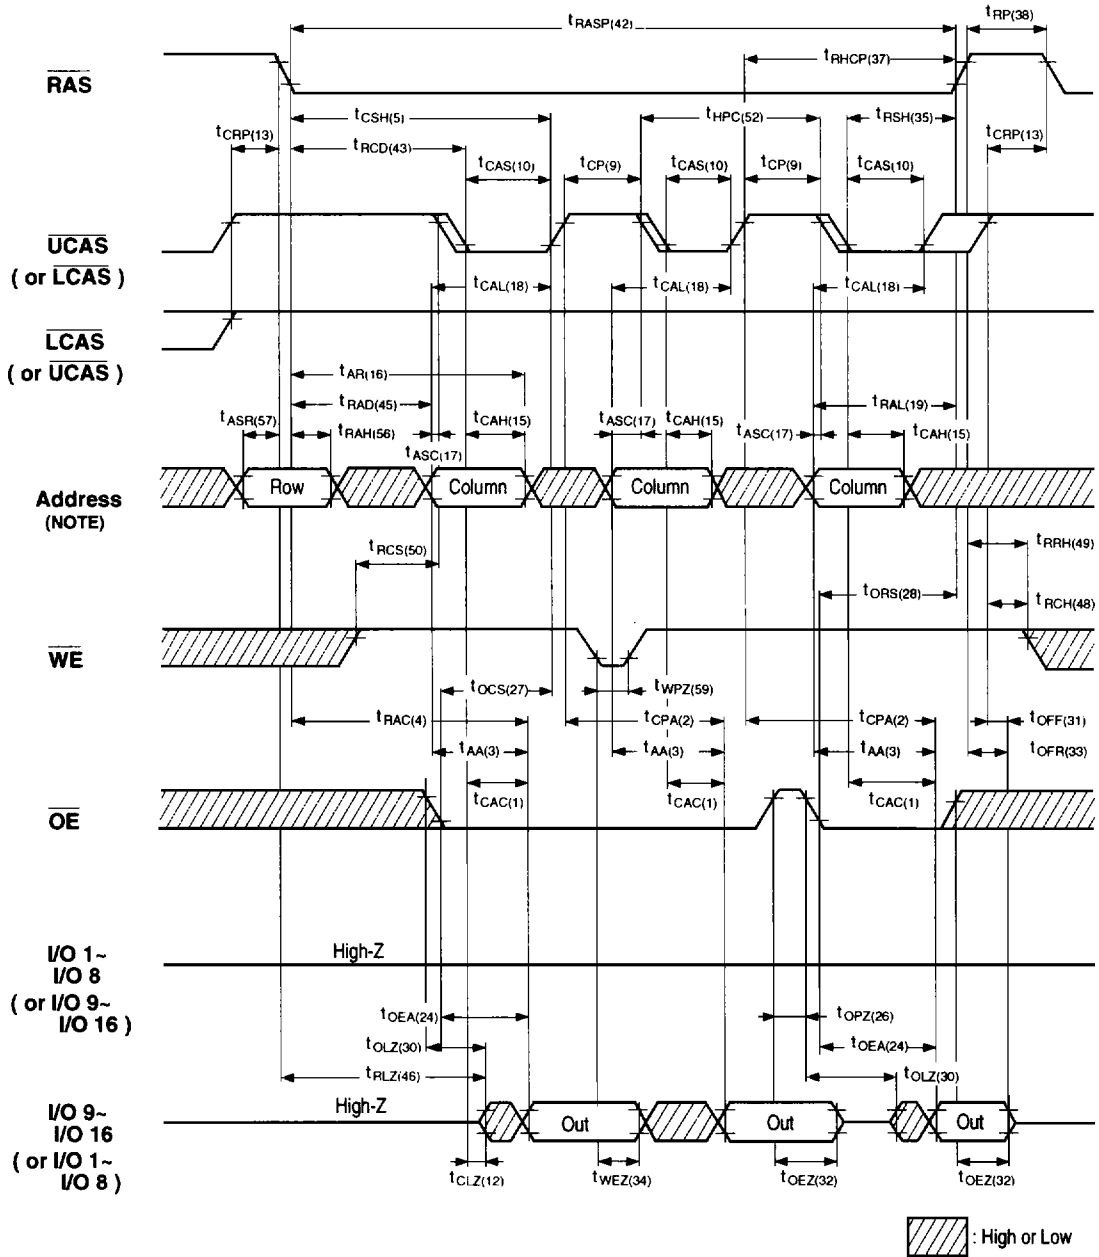 tRASP(42)
tRP(38)
tRHCP(37)
RAS
tCSH(5)
tHPC(52)
tRSH(35)
tCRP(13)
tCRP(13)
tRCD(43)
tCAS(10)
tCP(9)
tCAS(10)
tCP(9)
tCAS(10)
UCAS
( or LCAS )
tCAL(18)
tCAL(18)
tCAL(18)
LCAS
( or UCAS )
tAR(16)
tRAD(45)
tRAL(19)
tASR(57)
tRAH(56)
tCAH(15)
tASC(17)
tCAH(15)
tASC(17)
tCAH(15)
tASC(17)
Address
(NOTE)
Row
Column
Column
Column
tRCS(50)
tRRH(49)
tORS(28)
tRCH(48)
WE
tOCS(27)
tWPZ(59)
tRAC(4)
tCPA(2)
tCPA(2)
tOFF(31)
tAA(3)
tAA(3)
tAA(3)
tOFR(33)
tCAC(1)
tCAC(1)
tCAC(1)
OE
I/O 1~
I/O 8
( or I/O 9~
I/O 16 )
High-Z
tOEA(24)
tOPZ(26)
tOLZ(30)
tOEA(24)
tRLZ(46)
tOLZ(30)
I/O 9~
I/O 16
( or I/O 1~
I/O 8 )
High-Z
Out
Out
Out
tCLZ(12)
tWEZ(34)
tOEZ(32)
tOEZ(32)
: High or Low